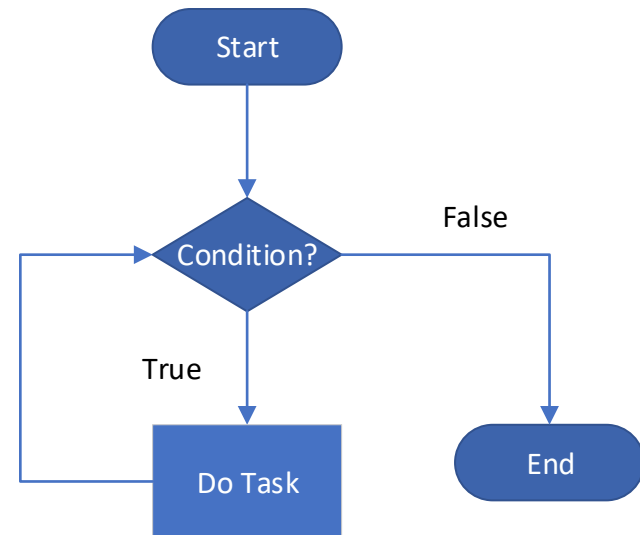 Start
False
Condition?
True
Do Task
End